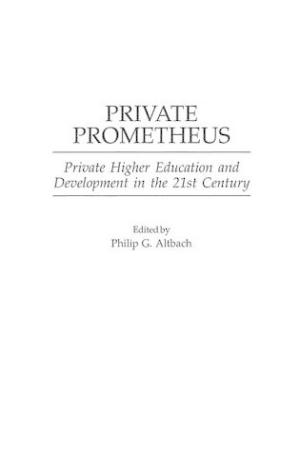 PRIVATE
PROMETHEUS
Private Higher Education and
Development in the 21st Century
Edited by
Philip G. Altbach